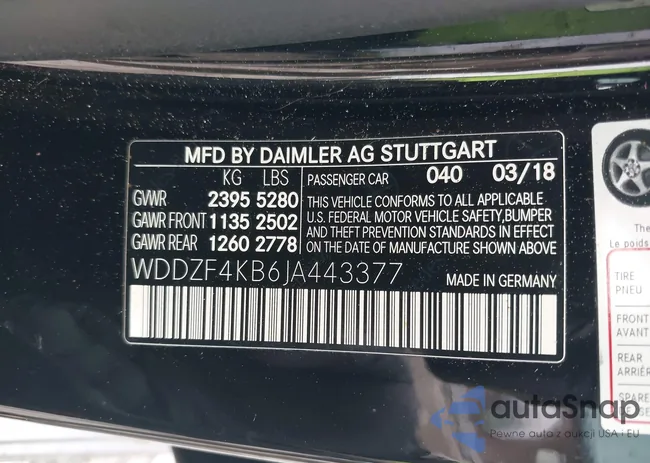 MFD BY DAIMLER AG STUTTGART
KG LBS
GVWR 2395 5280
GAWR FRONT 1135 2502
GAWR REAR 1260 2778
PASSENGER CAR 040 03/18
THIS VEHICLE CONFORMS TO ALL APPLICABLE
U.S. FEDERAL MOTOR VEHICLE SAFETY, BUMPER
AND THEFT PREVENTION STANDARDS IN EFFECT
ON THE DATE OF MANUFACTURE SHOWN ABOVE
WDDZF4KB6JA443377
MADE IN GERMANY
The
Le poids
TIRE
PNEU
FRONT
AVANT
REAR
ARRIÈR
autoSnap
Pewne auta z aukcji USA i EU